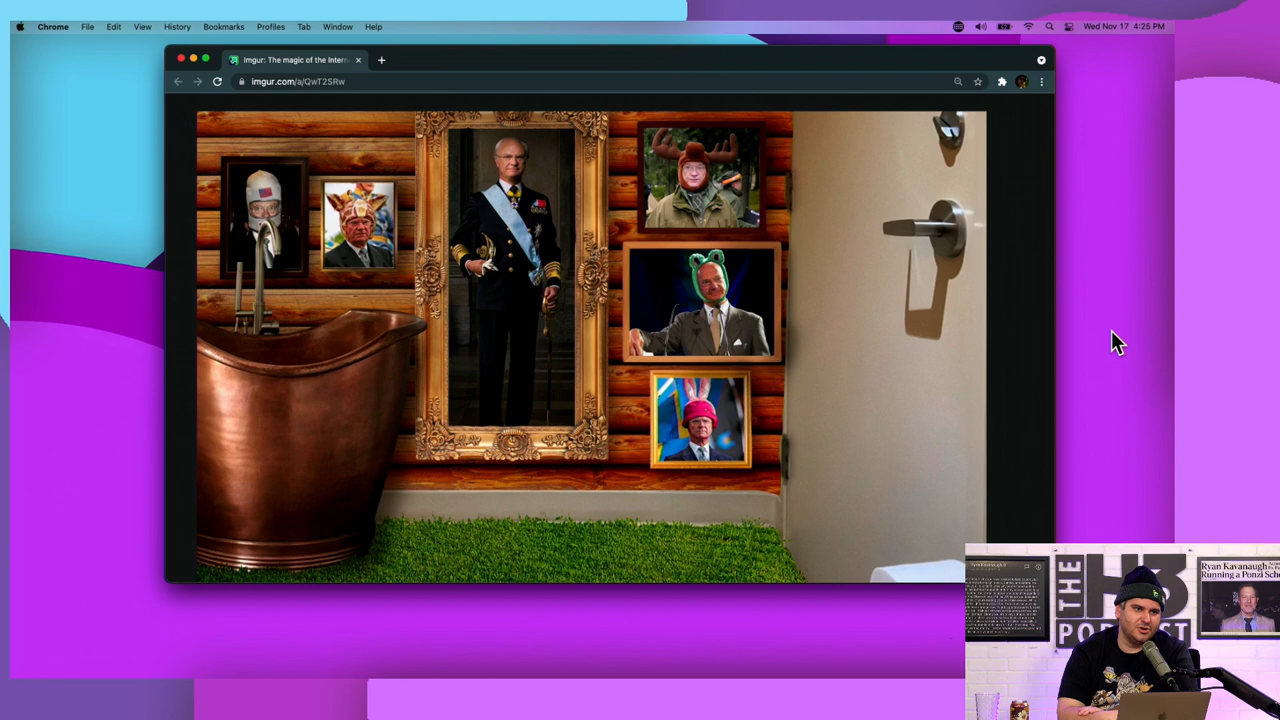 Chrome File Edit View History Bookmarks Profiles Tab Window Help Wed Nov 17 4:25 PM
Imgur: The magic of the Intern
imgur.com/a/QwT2SRw
THE H3
PODCAST
Ryan Kavanaugh
Running a Ponzi Sche